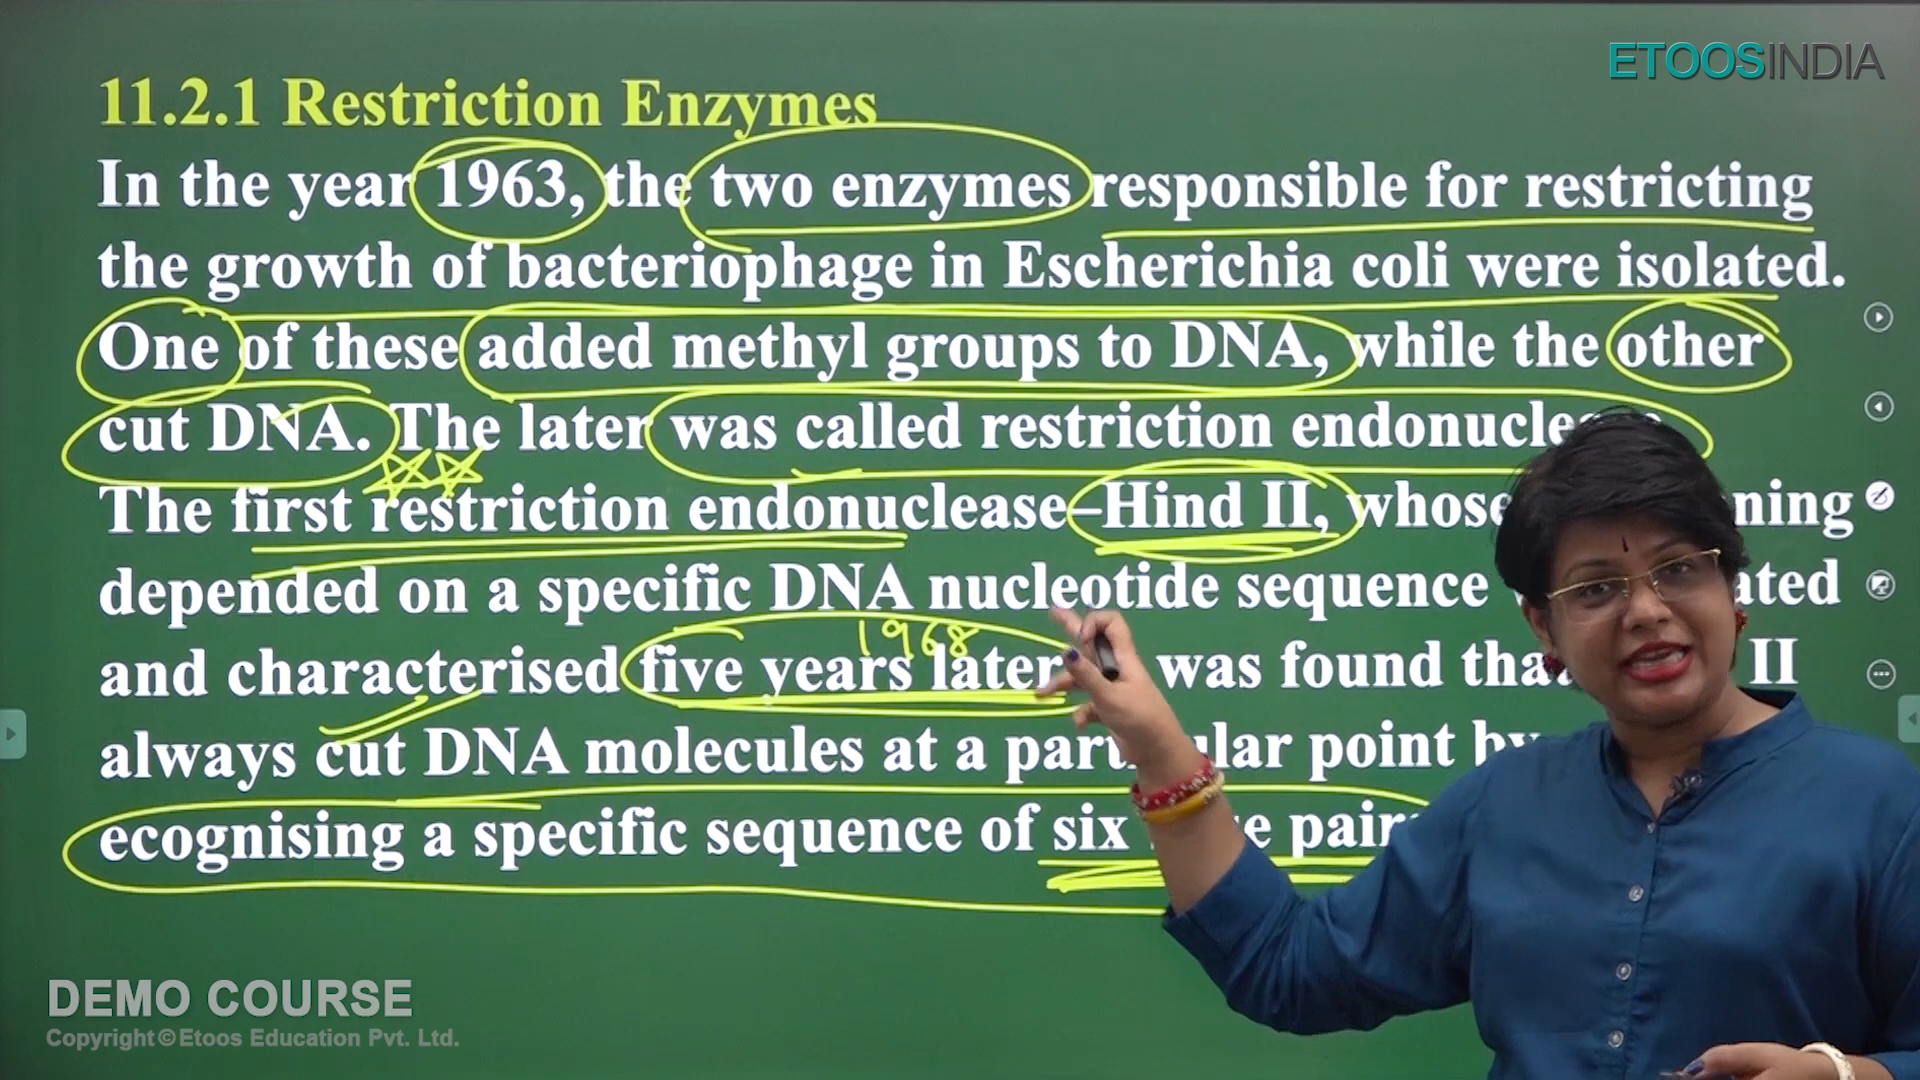 ETOOSINDIA
11.2.1 Restriction Enzymes
In the year 1963, the two enzymes responsible for restricting
the growth of bacteriophage in Escherichia coli were isolated.
One of these added methyl groups to DNA, while the other
cut DNA. The later was called restriction
The first restriction endonuclease–Hind II,
depended on a specific DNA nucleotide sequence
1968
and characterised five years later was found II
always cut DNA molecules at a point
ecognising a specific sequence of six
DEMO COURSE
Copyright © Etoos Education Pvt. Ltd.